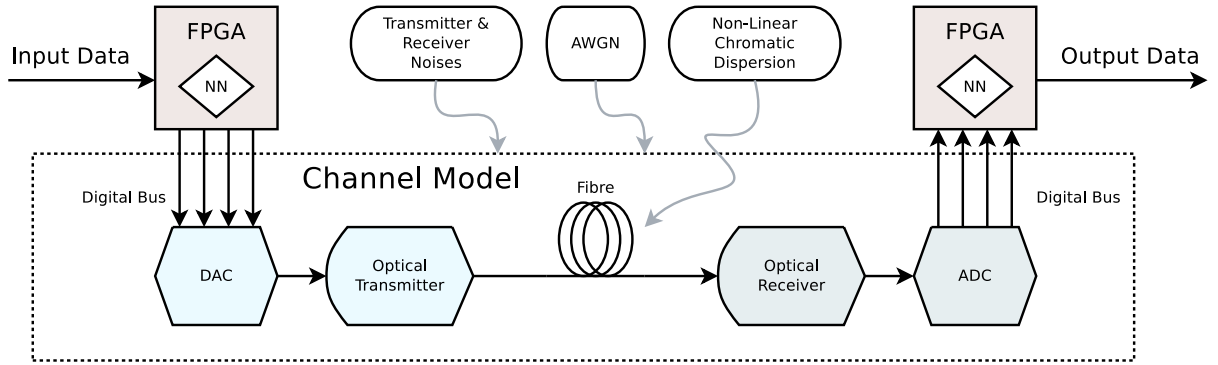 FPGA
NN
Input Data
Transmitter &
Receiver
Noises
AWGN
Non-Linear
Chromatic
Dispersion
FPGA
NN
Output Data
Channel Model
Digital Bus
Fibre
Digital Bus
DAC
Optical
Transmitter
Optical
Receiver
ADC